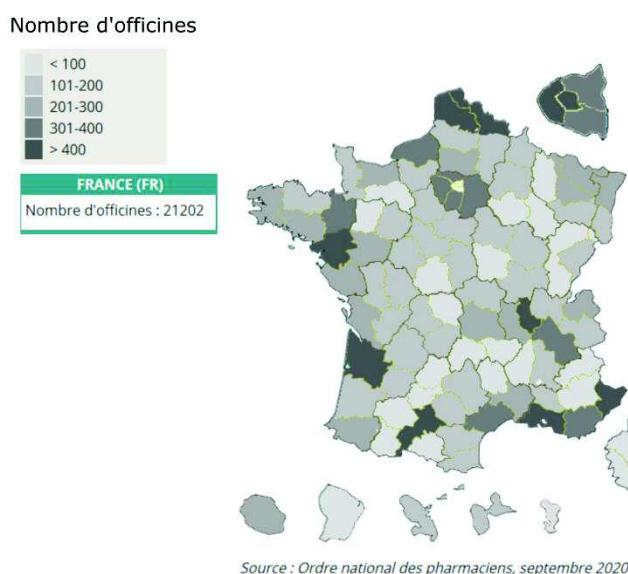 Nombre d'officines
< 100
101-200
201-300
301-400
> 400
FRANCE (FR)
Nombre d'officines : 21202
Source : Ordre national des pharmaciens, septembre 2020